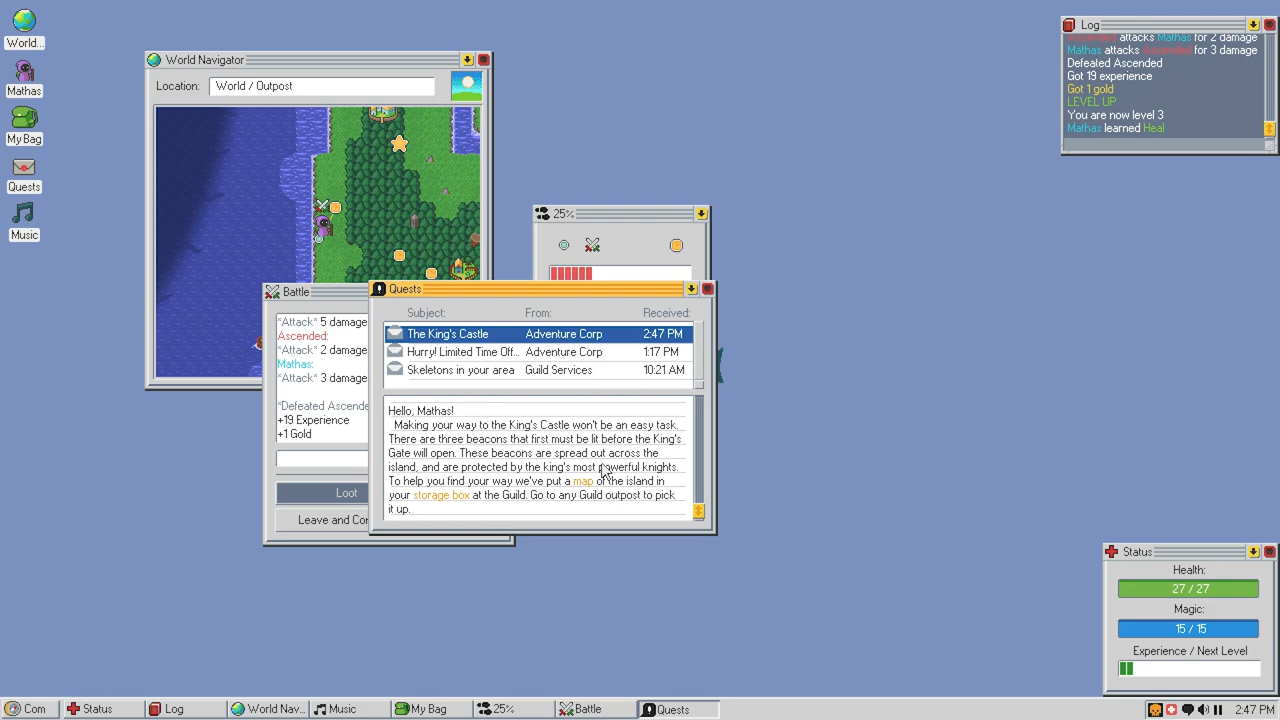 World...
Mathas
My Bag
Quests
Music
World Navigator
Location:
World / Outpost
25%
Battle
*Attack* 5 damage
Ascended:
*Attack* 2 damage
Mathas:
*Attack* 3 damage
*Defeated Ascende
+19 Experience
+1 Gold
Loot
Leave and Con
Quests
Subject: From: Received:
The King's Castle Adventure Corp 2:47 PM
Hurry! Limited Time Off... Adventure Corp 1:17 PM
Skeletons in your area Guild Services 10:21 AM
Hello, Mathas!
Making your way to the King's Castle won't be an easy task.
There are three beacons that first must be lit before the King's
Gate will open. These beacons are spread out across the
island, and are protected by the king's most powerful knights.
To help you find your way we've put a map of the island in
your storage box at the Guild. Go to any Guild outpost to pick
it up.
Log
Ascended attacks Mathas for 2 damage
Mathas attacks Ascended for 3 damage
Defeated Ascended
Got 19 experience
Got 1 gold
LEVEL UP
You are now level 3
Mathas learned Heal
Status
Health:
27 / 27
Magic:
15 / 15
Experience / Next Level
Com
Status
Log
World Nav...
Music
My Bag
25%
Battle
Quests
2:47 PM